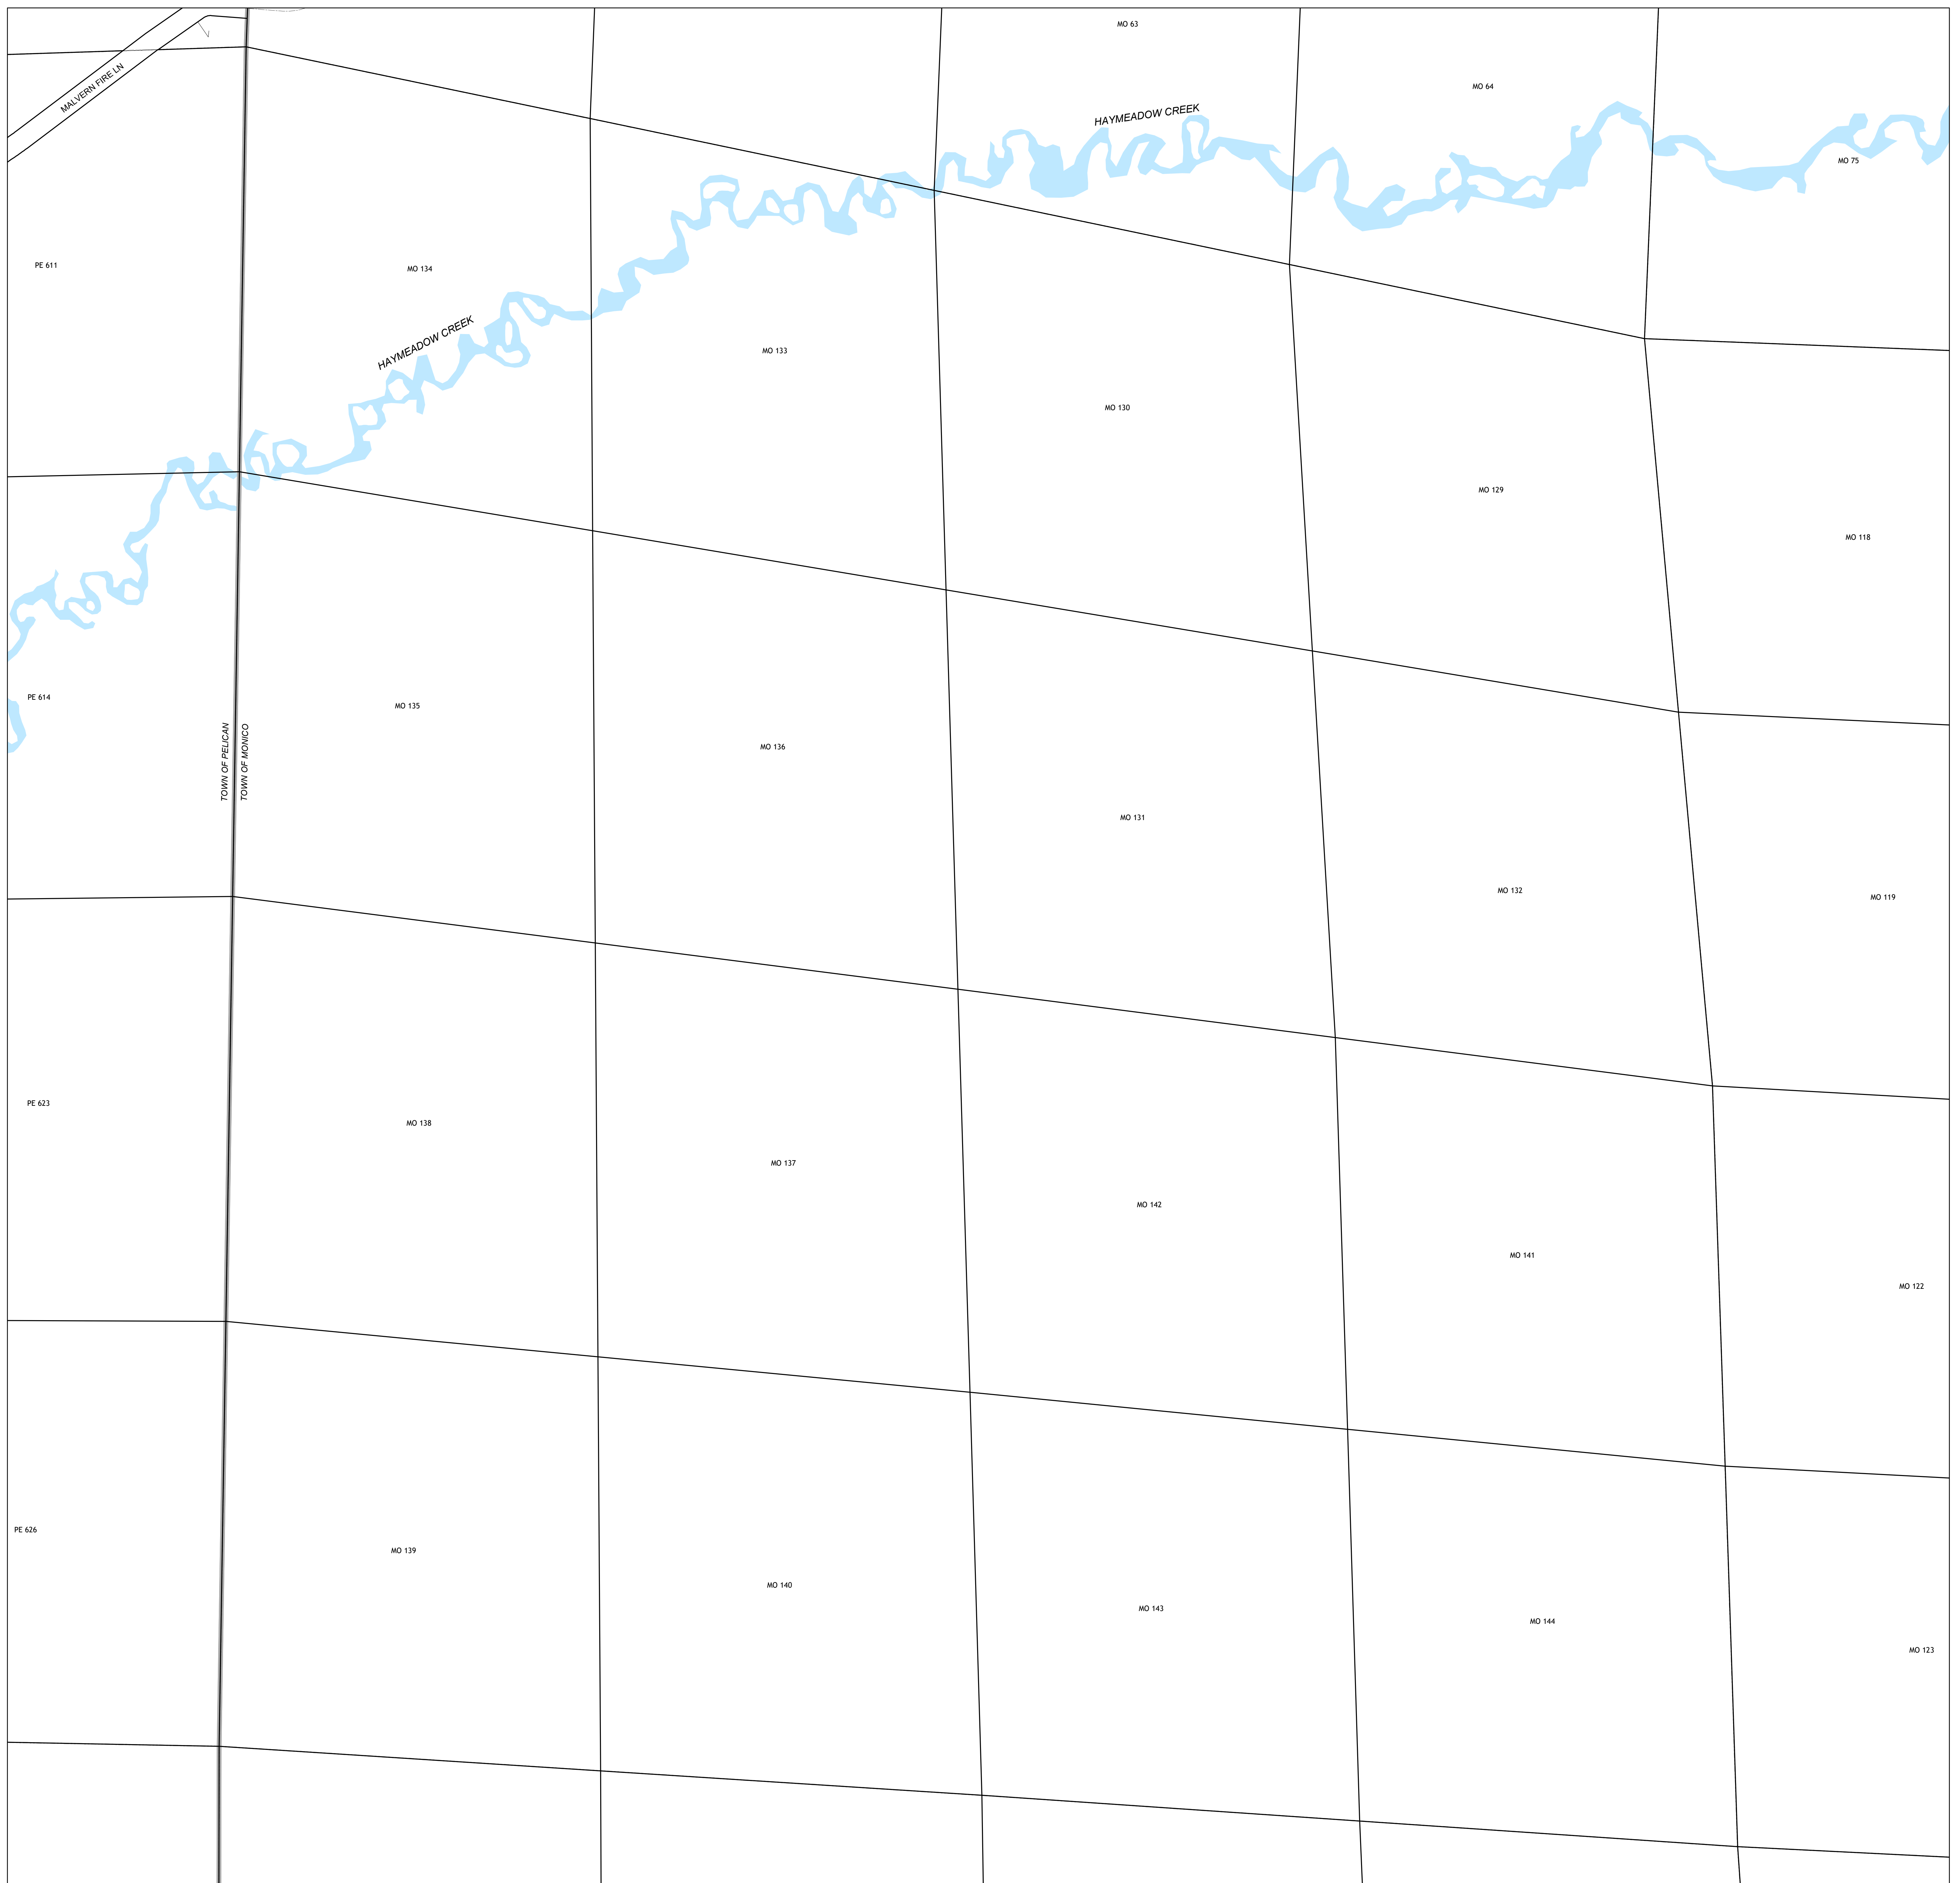 MO 63
MALVERN FIRE LN
MO 64
HAYMEADOW CREEK
MO 75
PE 611
MO 134
HAYMEADOW CREEK
MO 133
MO 130
MO 129
MO 118
PE 614
MO 135
MO 136
TOWN OF PELICAN
TOWN OF MONICO
MO 131
MO 132
MO 119
PE 623
MO 138
MO 137
MO 142
MO 141
MO 122
PE 626
MO 139
MO 140
MO 143
MO 144
MO 123